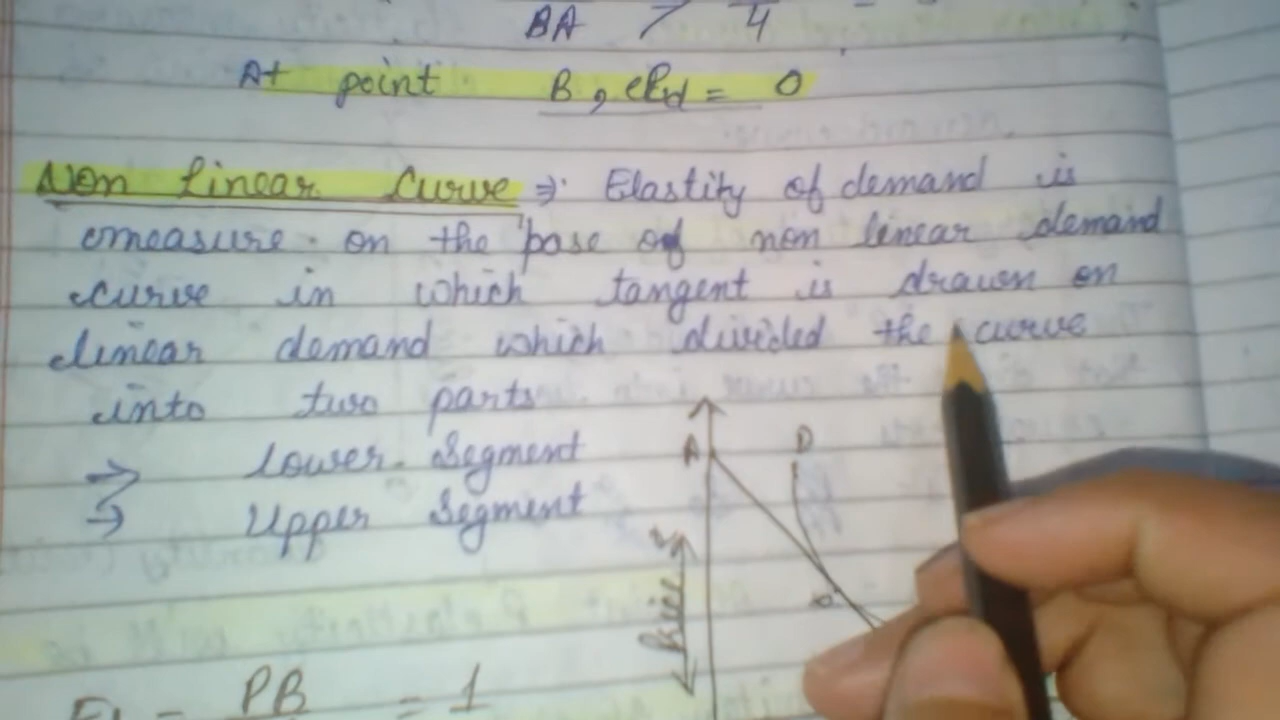 BA > 4
At point B, ePd = 0
Non Linear Curve ⇒ Elastity of demand is
measure. on the base of non linear demand
curve in which tangent is drawn on
linear demand which divided the curve
into two parts
→ Lower. Segment
→ Upper Segment
A
D
Price
PB = 1